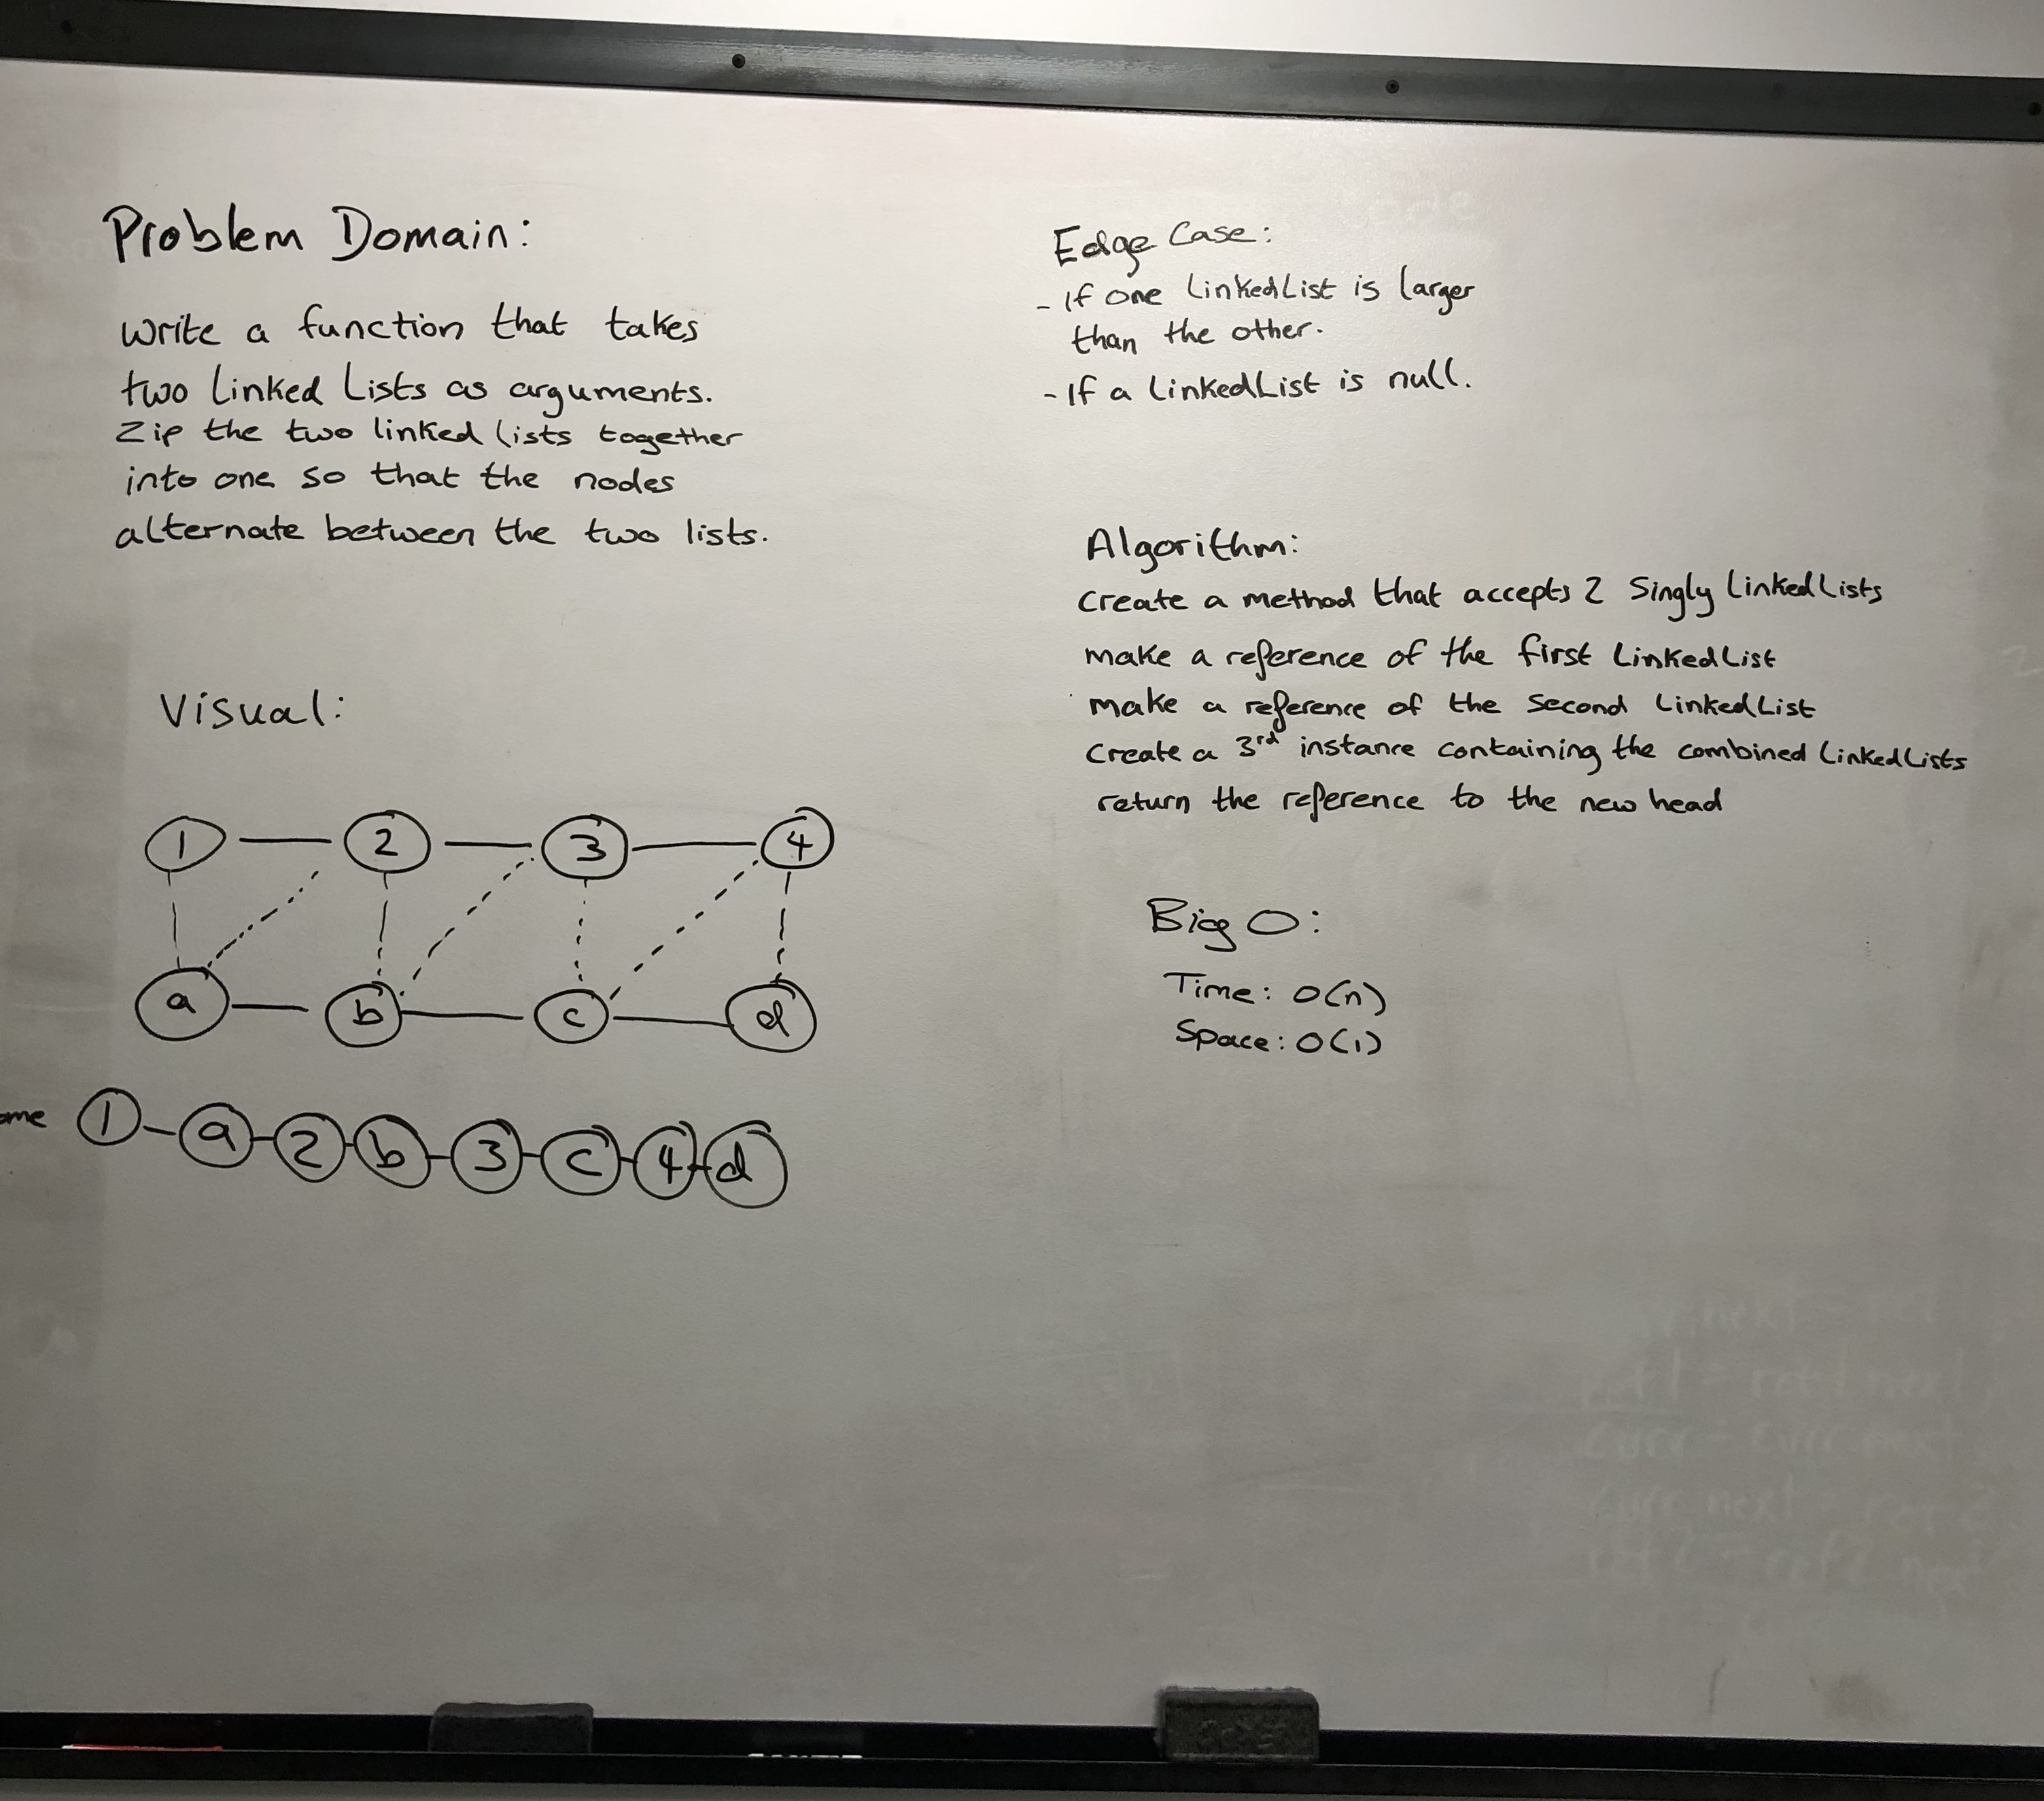 Problem Domain:
write a function that takes
two linked Lists as arguments.
Zip the two linked lists together
into one so that the nodes
alternate between the two lists.
Visual:
1 2 3 4
a b c d
1 a 2 b 3 c 4 d
Edge Case:
- If one LinkedList is larger
than the other.
- If a LinkedList is null.
Algorithm:
Create a method that accepts 2 Singly LinkedLists
make a reference of the first LinkedList
make a reference of the second LinkedList
Create a 3rd instance containing the combined LinkedLists
return the reference to the new head
Big O:
Time: O(n)
Space: O(1)